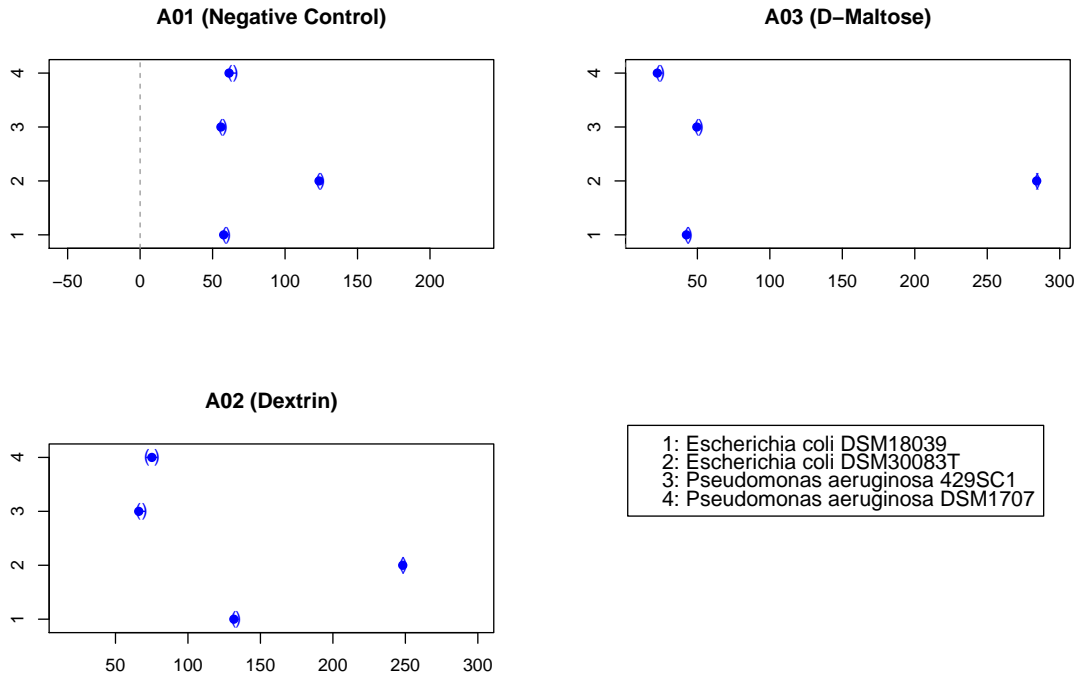 A01 (Negative Control)
4
3
2
1
−50 0 50 100 150 200
A03 (D−Maltose)
4
3
2
1
50 100 150 200 250 300
A02 (Dextrin)
4
3
2
1
50 100 150 200 250 300
1: Escherichia coli DSM18039
2: Escherichia coli DSM30083T
3: Pseudomonas aeruginosa 429SC1
4: Pseudomonas aeruginosa DSM1707